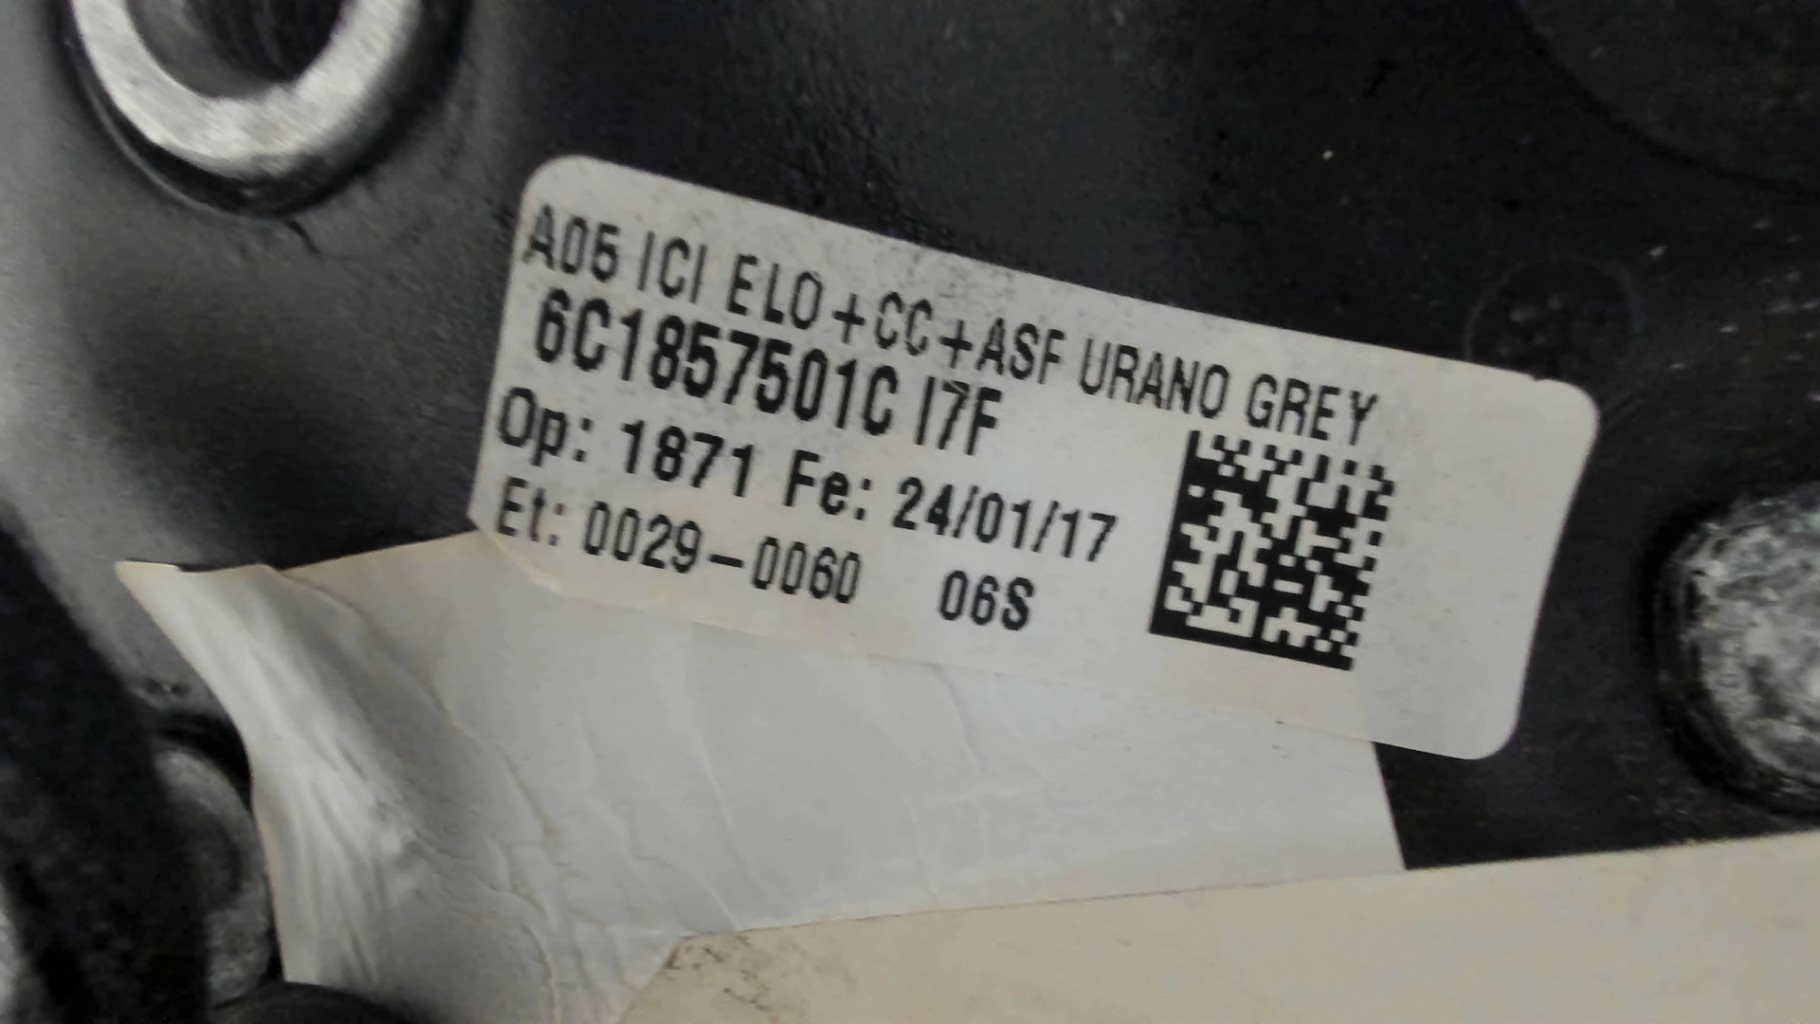 A05 ICI ELO+CC+ASF URANO GREY
6C1857501C I7F
Op: 1871 Fe: 24/01/17
Et: 0029-0060 06S